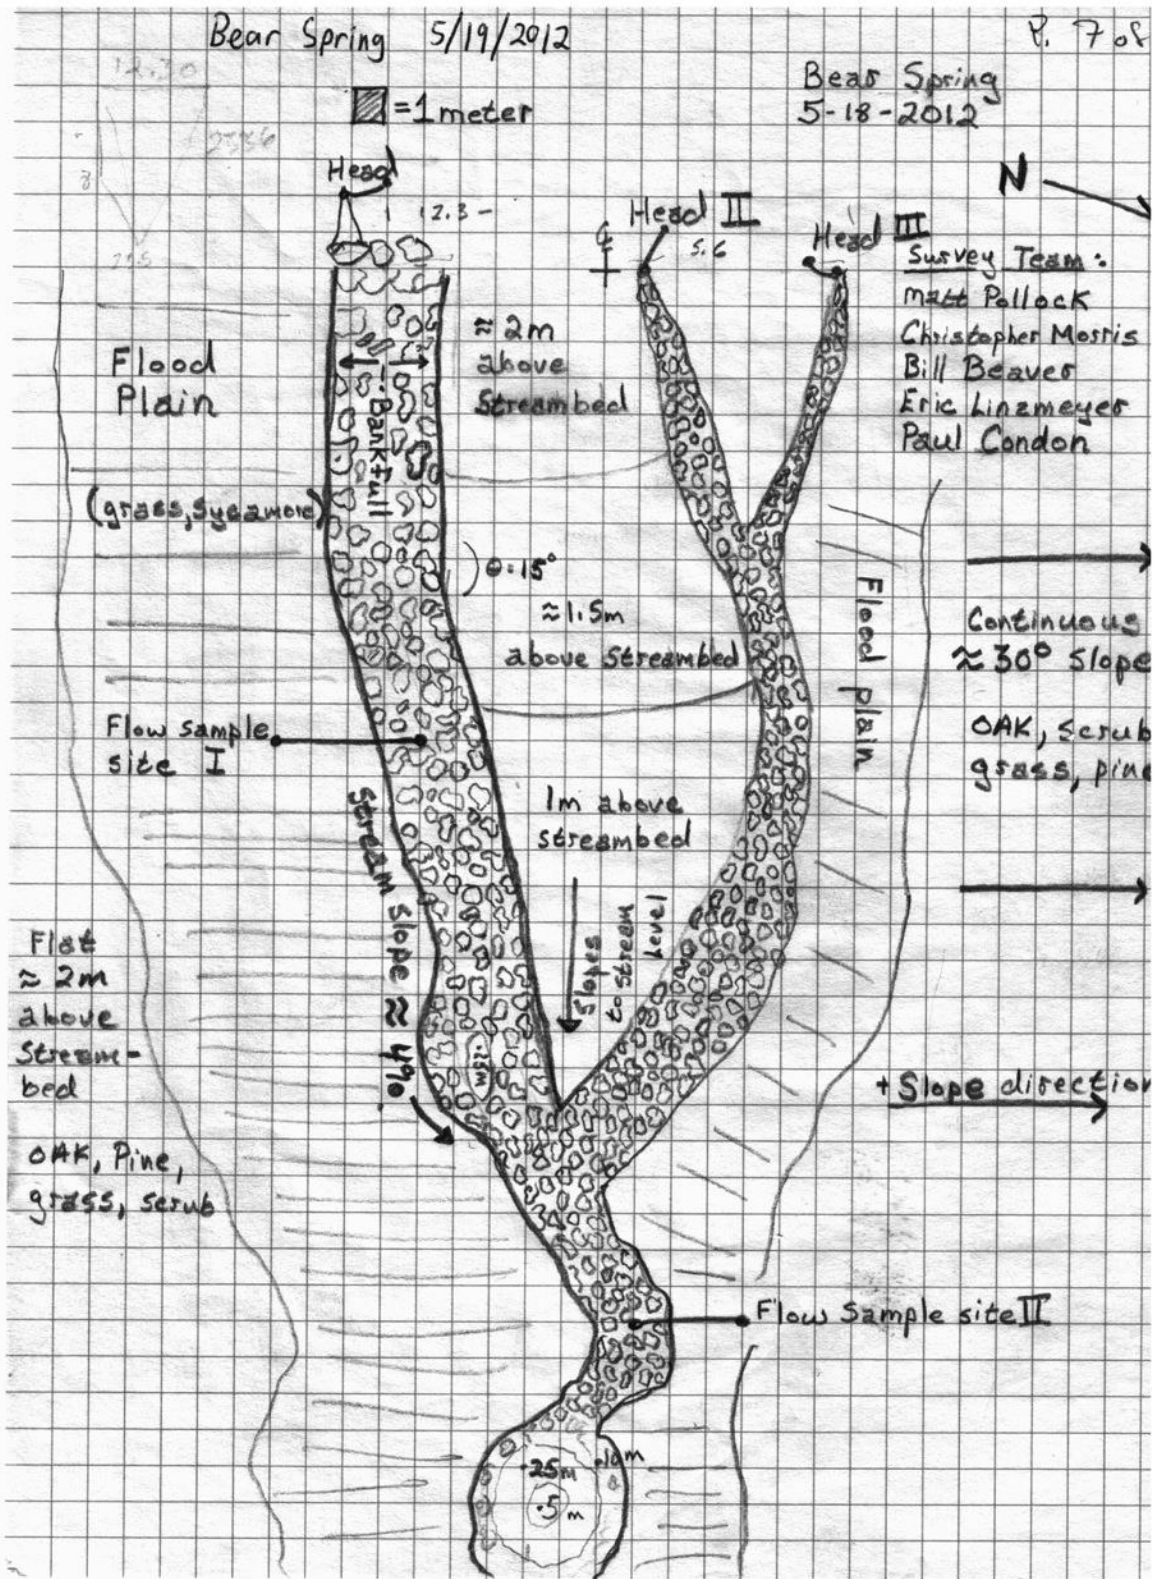 Bear Spring 5/19/2012
P. 7 of
Bear Spring
5-18-2012
= 1 meter
N
Head
12.3 -
Head II
5.6
Head III
Survey Team:
Matt Pollock
Christopher Morris
Bill Beaver
Eric Linzmeyer
Paul Condon
Flood
Plain
(grass, Sycamore)
Bankfull
≈ 2m
above
Streambed
θ = 15°
≈ 1.5m
above Streambed
Flood plain
Continuous
≈ 30° Slope
OAK, scrub
grass, pine
Flow sample
site I
1m above
streambed
Slopes
to stream
level
Stream Slope ≈ 4%
.25m
Flat
≈ 2m
above
Stream-
bed
OAK, Pine,
grass, scrub
+ Slope direction
Flow Sample site II
.25m
.10m
.5m